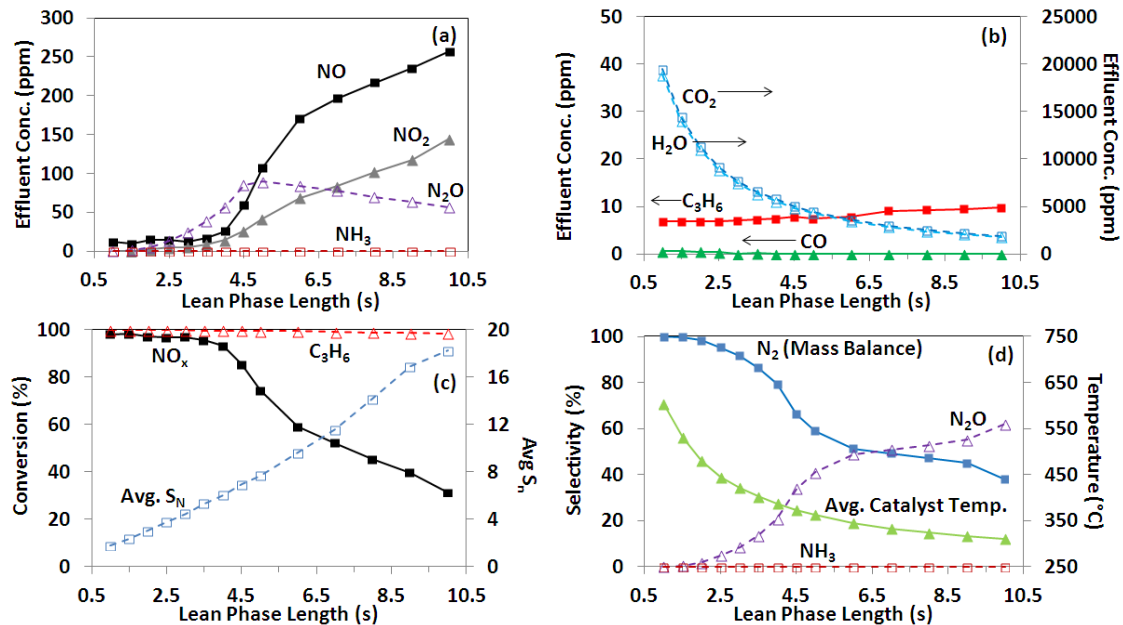 (a)
300
250
200
150
100
50
0
Effluent Conc. (ppm)
NO
NO2
N2O
NH3
0.5 2.5 4.5 6.5 8.5 10.5
Lean Phase Length (s)
(b)
50
40
30
20
10
0
Effluent Conc. (ppm)
25000
20000
15000
10000
5000
0
Effluent Conc. (ppm)
CO2
H2O
C3H6
CO
0.5 2.5 4.5 6.5 8.5 10.5
Lean Phase Length (s)
(c)
100
80
60
40
20
0
Conversion (%)
20
16
12
8
4
0
Avg Sn
C3H6
NOx
Avg. SN
0.5 2.5 4.5 6.5 8.5 10.5
Lean Phase Length (s)
(d)
100
80
60
40
20
0
Selectivity (%)
750
650
550
450
350
250
Temperature (°C)
N2 (Mass Balance)
N2O
Avg. Catalyst Temp.
NH3
0.5 2.5 4.5 6.5 8.5 10.5
Lean Phase Length (s)